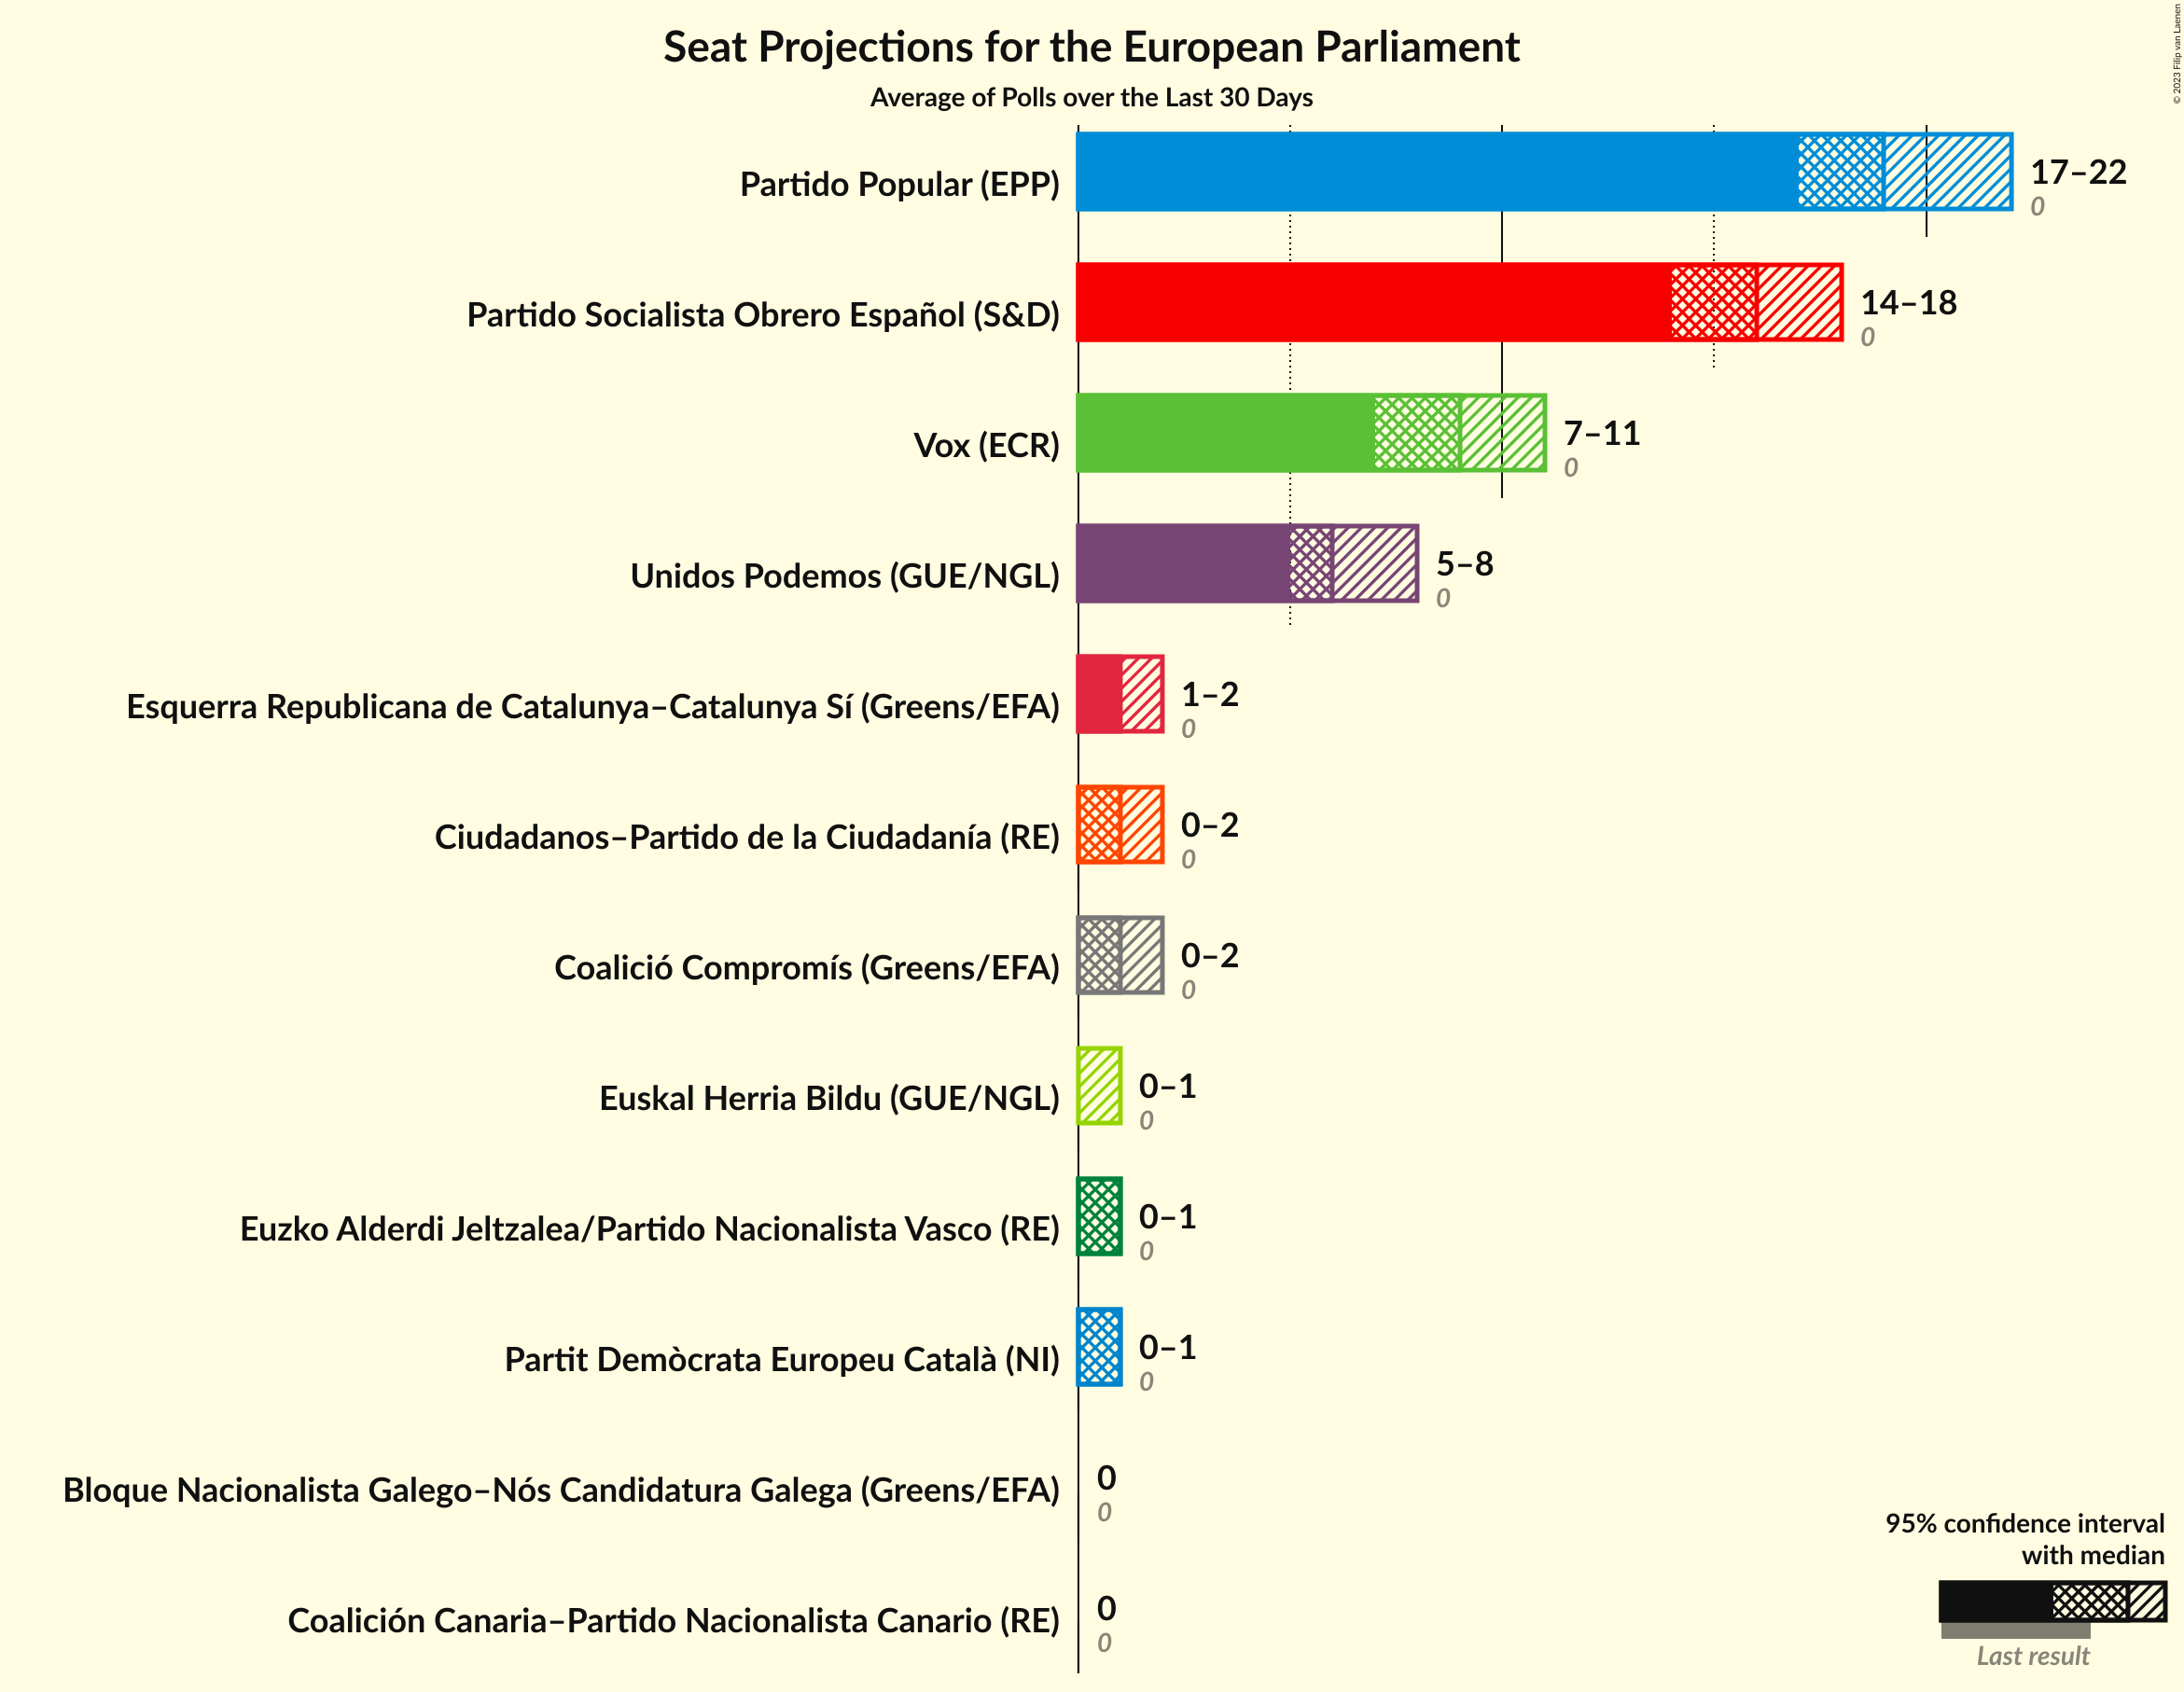 © 2023 Filip van Laenen
Seat Projections for the European Parliament
Average of Polls over the Last 30 Days
Partido Popular (EPP)
17–22
0
Partido Socialista Obrero Español (S&D)
14–18
0
Vox (ECR)
7–11
0
Unidos Podemos (GUE/NGL)
5–8
0
Esquerra Republicana de Catalunya–Catalunya Sí (Greens/EFA)
1–2
0
Ciudadanos–Partido de la Ciudadanía (RE)
0–2
0
Coalició Compromís (Greens/EFA)
0–2
0
Euskal Herria Bildu (GUE/NGL)
0–1
0
Euzko Alderdi Jeltzalea/Partido Nacionalista Vasco (RE)
0–1
0
Partit Demòcrata Europeu Català (NI)
0–1
0
Bloque Nacionalista Galego–Nós Candidatura Galega (Greens/EFA)
0
0
Coalición Canaria–Partido Nacionalista Canario (RE)
0
0
95% confidence interval
with median
Last result